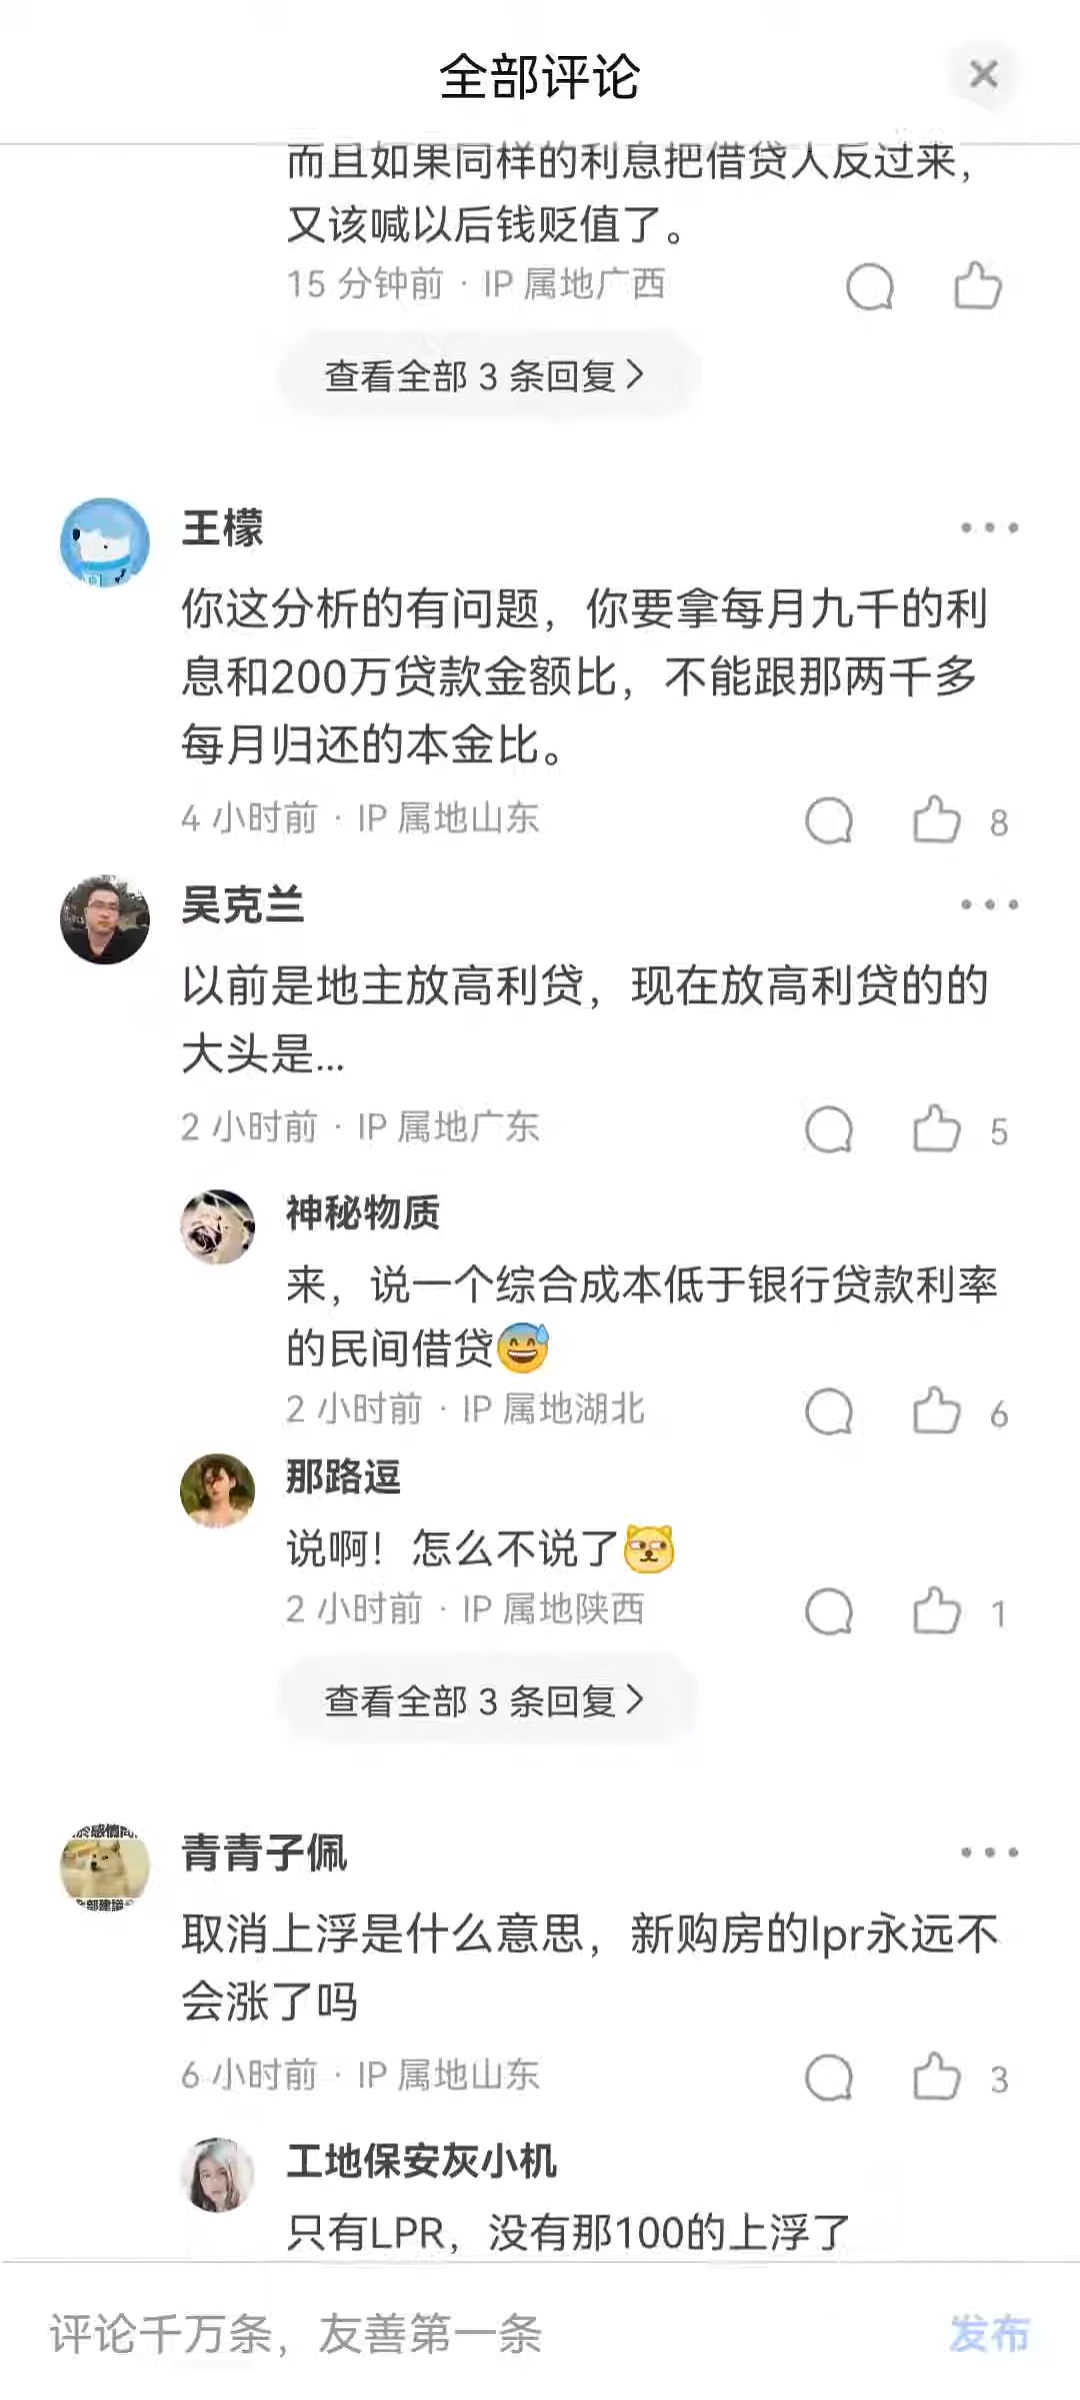 全部评论
而且如果同样的利息把借贷人反过来，
又该喊以后钱贬值了。
15 分钟前 · IP 属地广西
查看全部 3 条回复
王檬
你这分析的有问题，你要拿每月九千的利
息和200万贷款金额比，不能跟那两千多
每月归还的本金比。
4 小时前 · IP 属地山东
8
吴克兰
以前是地主放高利贷，现在放高利贷的的
大头是...
2 小时前 · IP 属地广东
5
神秘物质
来，说一个综合成本低于银行贷款利率
的民间借贷
2 小时前 · IP 属地湖北
6
那路逗
说啊！怎么不说了
2 小时前 · IP 属地陕西
1
查看全部 3 条回复
青青子佩
取消上浮是什么意思，新购房的lpr永远不
会涨了吗
6 小时前 · IP 属地山东
3
工地保安灰小机
只有LPR，没有那100的上浮了
评论千万条，友善第一条
发布